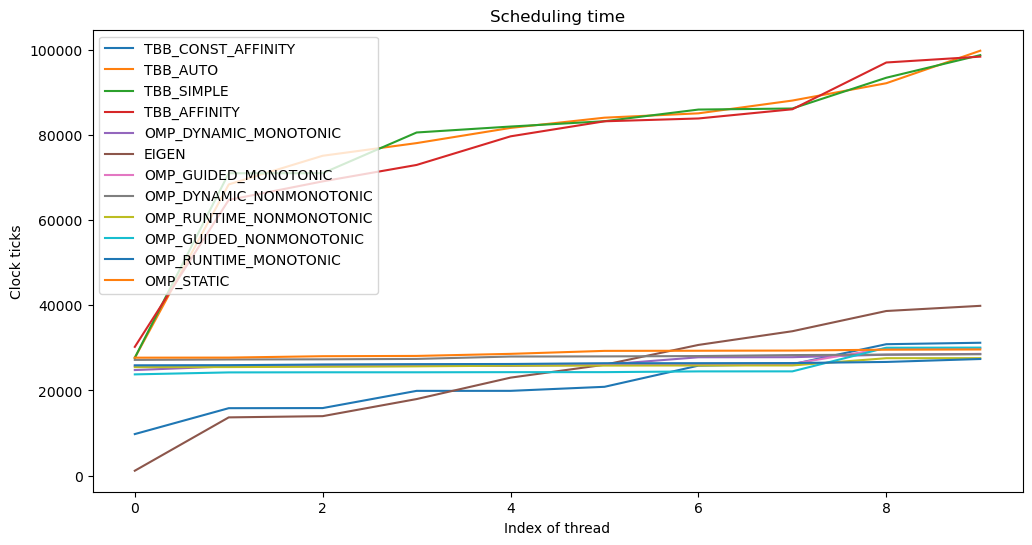 Scheduling time
TBB_CONST_AFFINITY
TBB_AUTO
TBB_SIMPLE
TBB_AFFINITY
OMP_DYNAMIC_MONOTONIC
EIGEN
OMP_GUIDED_MONOTONIC
OMP_DYNAMIC_NONMONOTONIC
OMP_RUNTIME_NONMONOTONIC
OMP_GUIDED_NONMONOTONIC
OMP_RUNTIME_MONOTONIC
OMP_STATIC
100000
80000
60000
40000
20000
0
Clock ticks
0 2 4 6 8
Index of thread